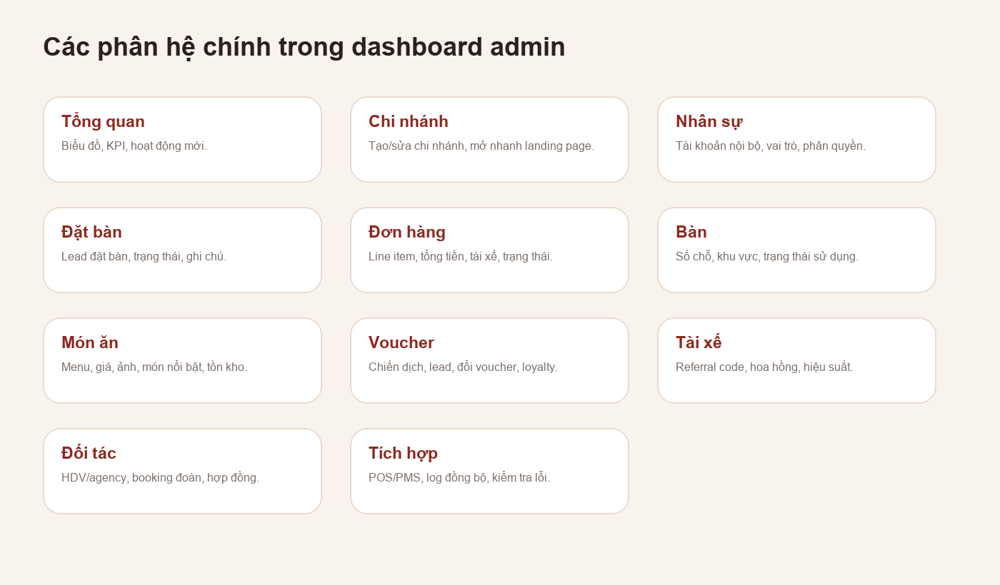 Các phân hệ chính trong dashboard admin
Tổng quan
Biểu đồ, KPI, hoạt động mới.
Chi nhánh
Tạo/sửa chi nhánh, mở nhanh landing page.
Nhân sự
Tài khoản nội bộ, vai trò, phân quyền.
Đặt bàn
Lead đặt bàn, trạng thái, ghi chú.
Đơn hàng
Line item, tổng tiền, tài xế, trạng thái.
Bàn
Số chỗ, khu vực, trạng thái sử dụng.
Món ăn
Menu, giá, ảnh, món nổi bật, tồn kho.
Voucher
Chiến dịch, lead, đổi voucher, loyalty.
Tài xế
Referral code, hoa hồng, hiệu suất.
Đối tác
HDV/agency, booking đoàn, hợp đồng.
Tích hợp
POS/PMS, log đồng bộ, kiểm tra lỗi.